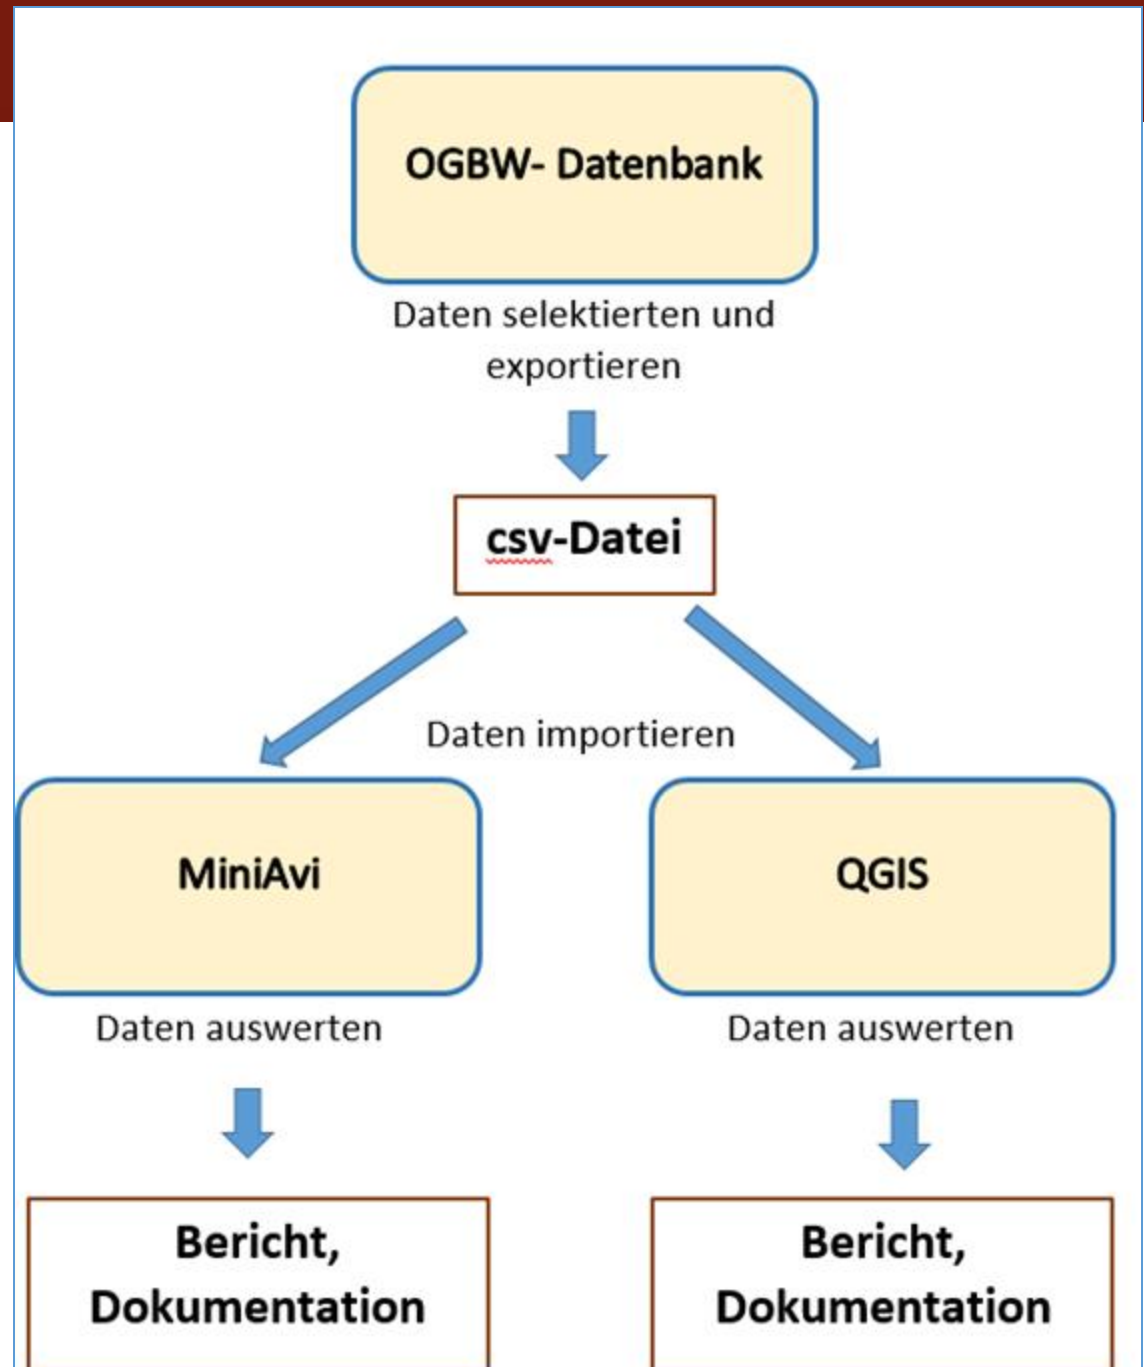 OGBW- Datenbank
Daten selektierten und
exportieren
csv-Datei
Daten importieren
MiniAvi
QGIS
Daten auswerten
Daten auswerten
Bericht,
Dokumentation
Bericht,
Dokumentation